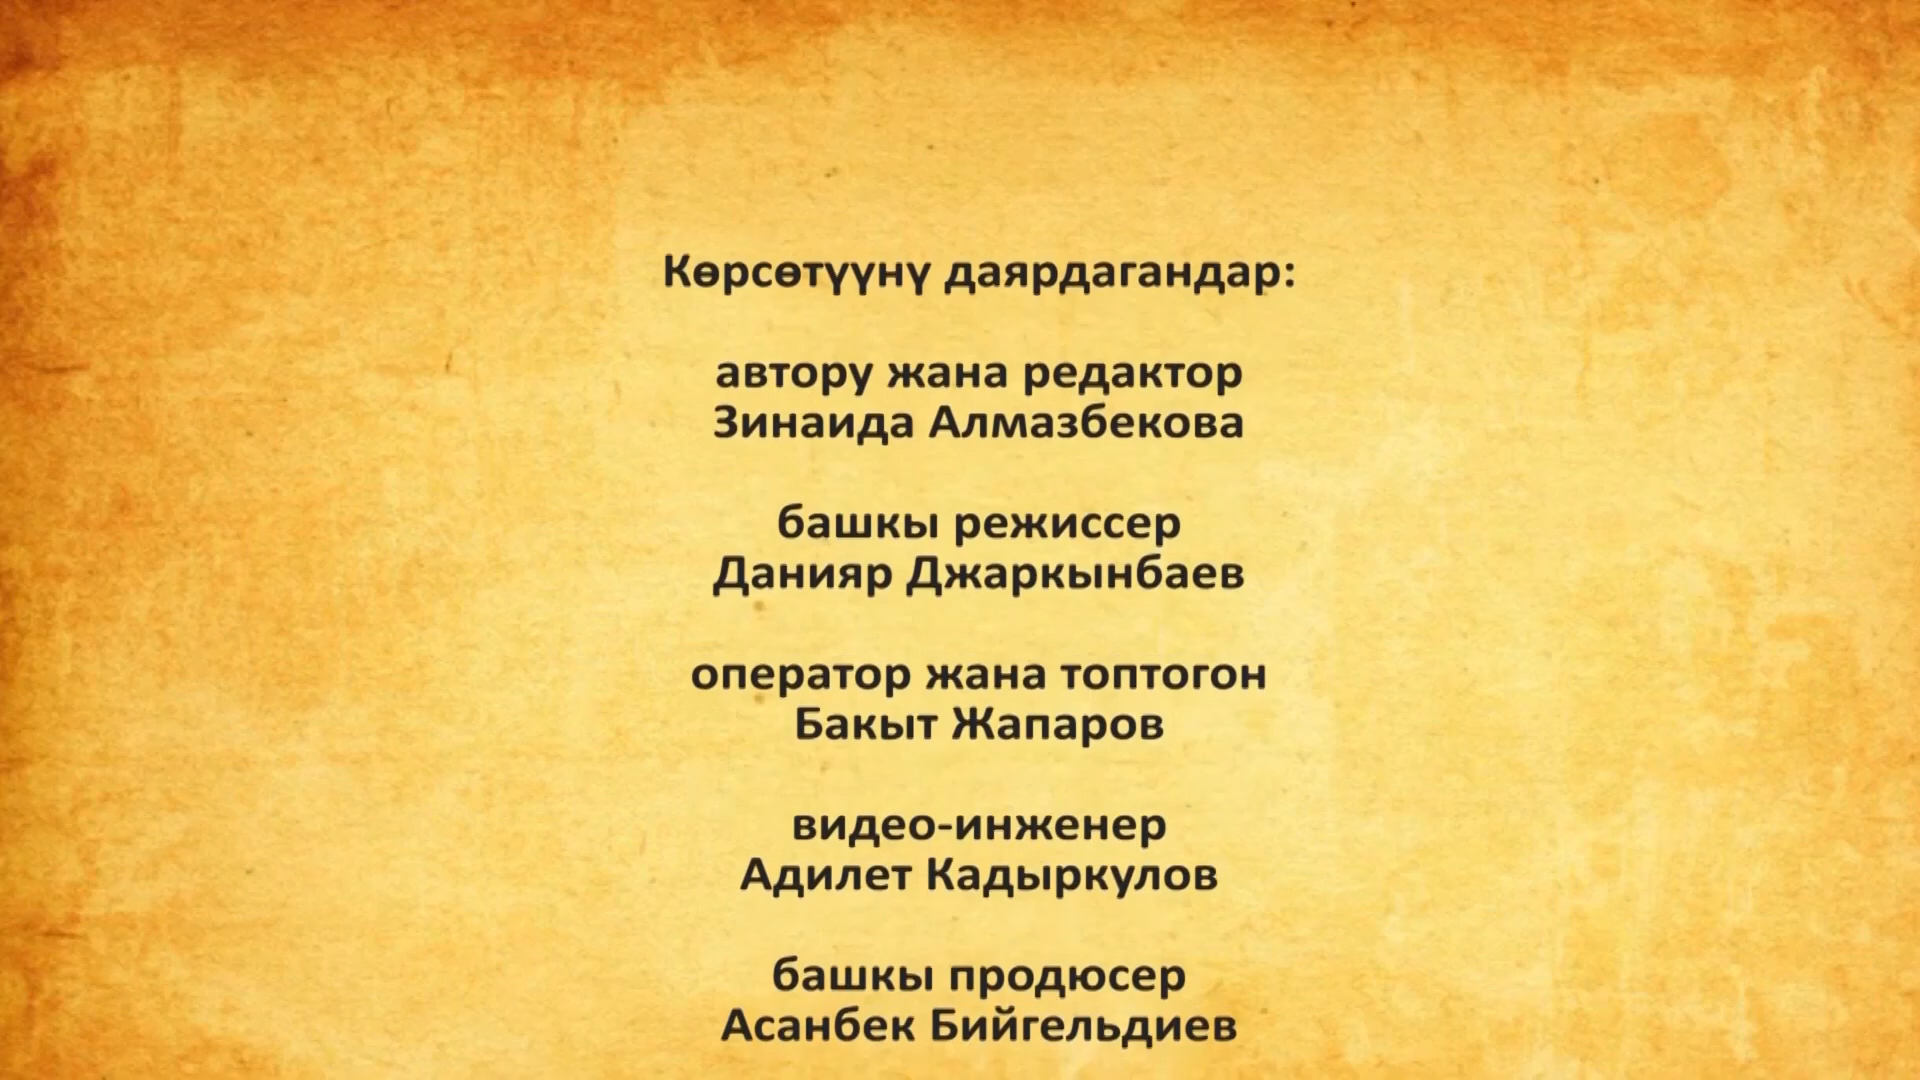 Көрсөтүүнү даярдагандар:
автору жана редактор
Зинаида Алмазбекова
башкы режиссер
Данияр Джаркынбаев
оператор жана топтогон
Бакыт Жапаров
видео-инженер
Адилет Кадыркулов
башкы продюсер
Асанбек Бийгельдиев